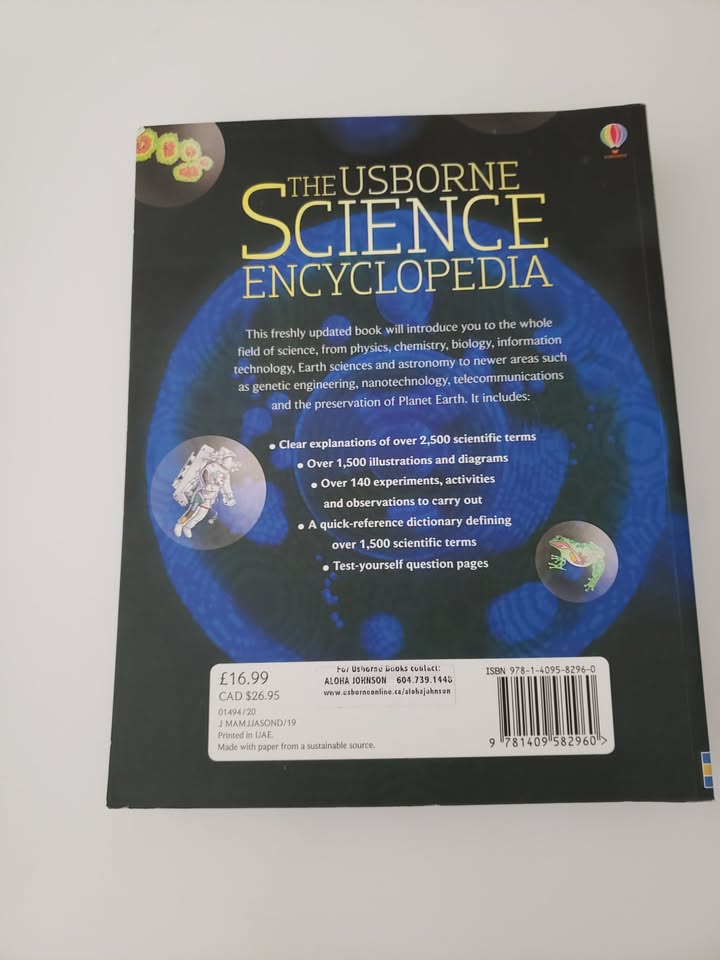 THE USBORNE
SCIENCE
ENCYCLOPEDIA
USBORNE
This freshly updated book will introduce you to the whole
field of science, from physics, chemistry, biology, information
technology, Earth sciences and astronomy to newer areas such
as genetic engineering, nanotechnology, telecommunications
and the preservation of Planet Earth. It includes:
• Clear explanations of over 2,500 scientific terms
• Over 1,500 illustrations and diagrams
• Over 140 experiments, activities
and observations to carry out
• A quick-reference dictionary defining
over 1,500 scientific terms
• Test-yourself question pages
£16.99
CAD $26.95
01494/20
J MAMJJASOND/19
Printed in UAE.
Made with paper from a sustainable source.
For Usborne Books contact:
ALOHA JOHNSON 604.739.1448
www.usborneonline.ca/alohajohnson
ISBN 978-1-4095-8296-0
9 781409 582960 >